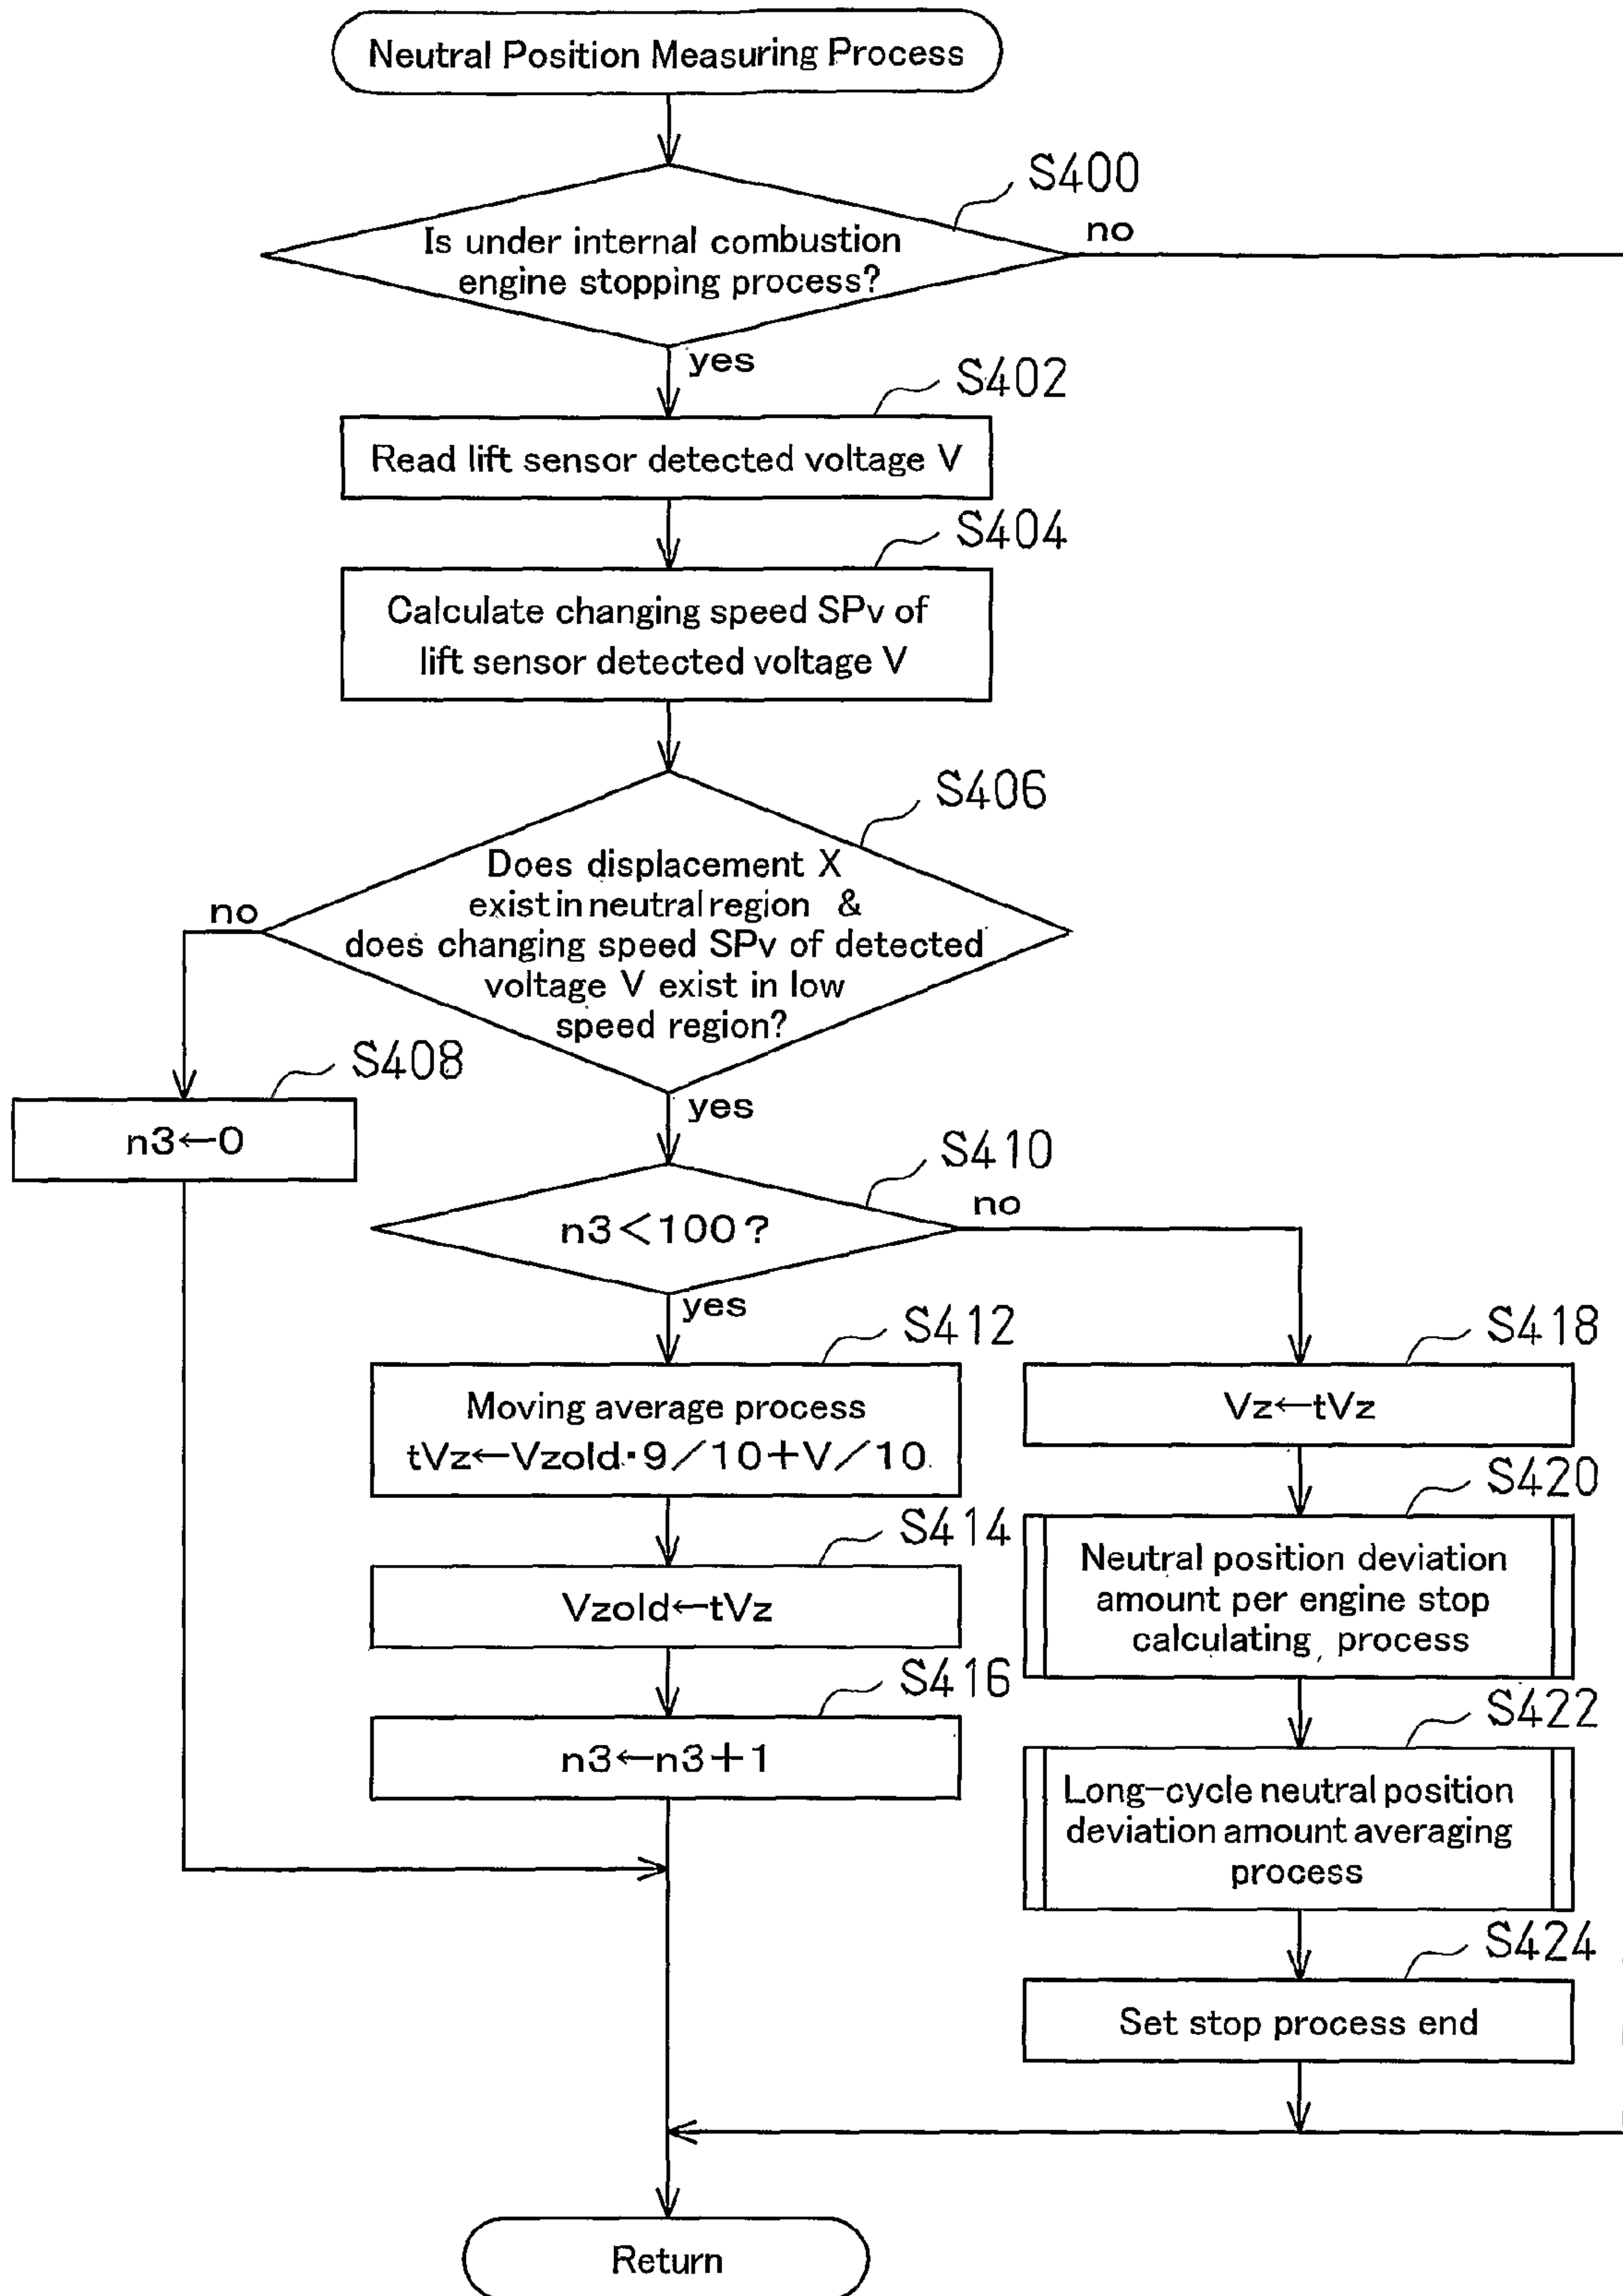 Neutral Position Measuring Process
S400
Is under internal combustion
engine stopping process?
no
yes
S402
Read lift sensor detected voltage V
S404
Calculate changing speed SPv of
lift sensor detected voltage V
S406
Does displacement X
exist in neutral region &
does changing speed SPv of detected
voltage V exist in low
speed region?
no
yes
S408
n3←0
S410
n3<100?
no
yes
S412
Moving average process
tVz←Vzold·9/10+V/10
S414
Vzold←tVz
S416
n3←n3+1
S418
Vz←tVz
S420
Neutral position deviation
amount per engine stop
calculating process
S422
Long-cycle neutral position
deviation amount averaging
process
S424
Set stop process end
Return